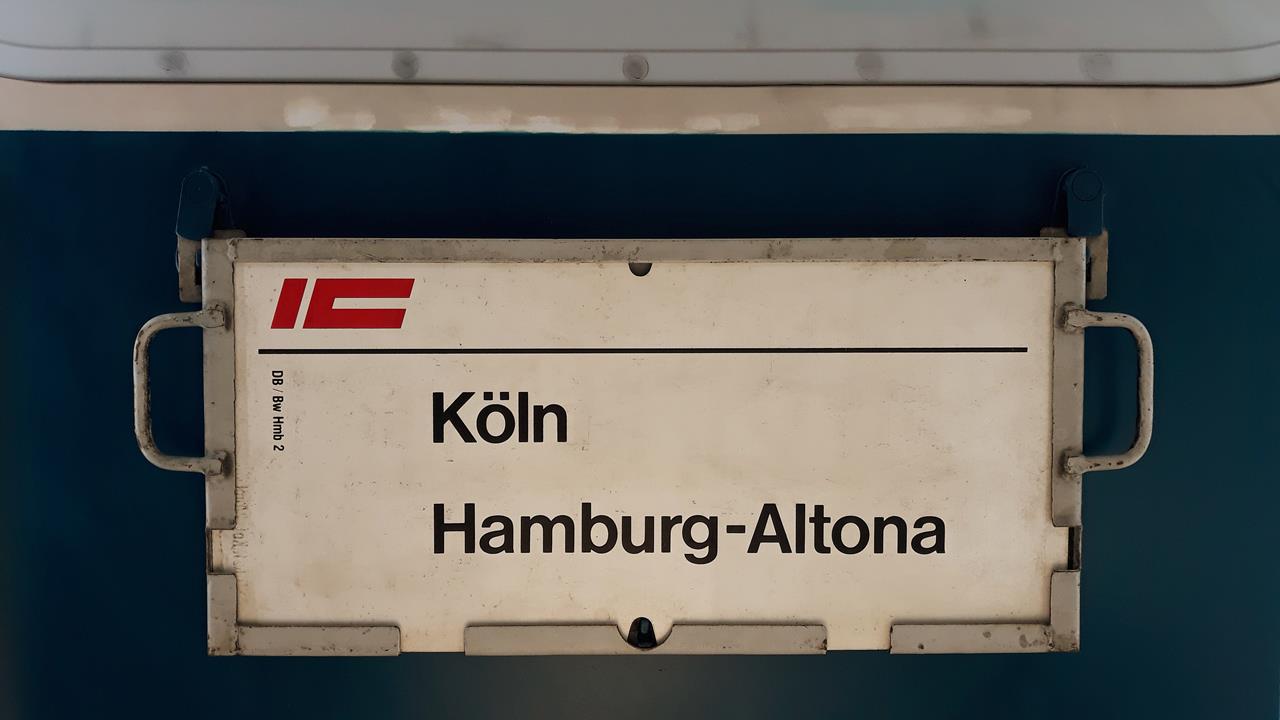 IC
DB / Bw Hmb 2
Köln
Hamburg-Altona